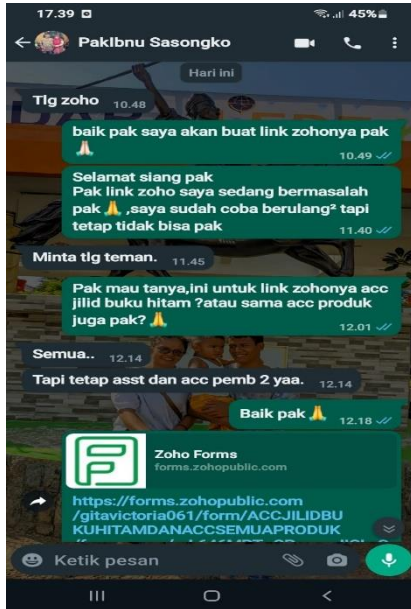 17.39
45%
PakIbnu Sasongko
Hari ini
Tlg zoho 10.48
baik pak saya akan buat link zohonya pak
🙏 10.49
Selamat siang pak
Pak link zoho saya sedang bermasalah
pak 🙏 ,saya sudah coba berulang² tapi
tetap tidak bisa pak 11.40
Minta tlg teman. 11.45
Pak mau tanya,ini untuk link zohonya acc
jilid buku hitam ?atau sama acc produk
juga pak? 🙏 12.01
Semua.. 12.14
Tapi tetap asst dan acc pemb 2 yaa. 12.14
Baik pak 🙏 12.18
Zoho Forms
forms.zohopublic.com
https://forms.zohopublic.com
/gitavictoria061/form/ACCJILIDBU
KUHITAMDANACCSEMUAPRODUK
Ketik pesan